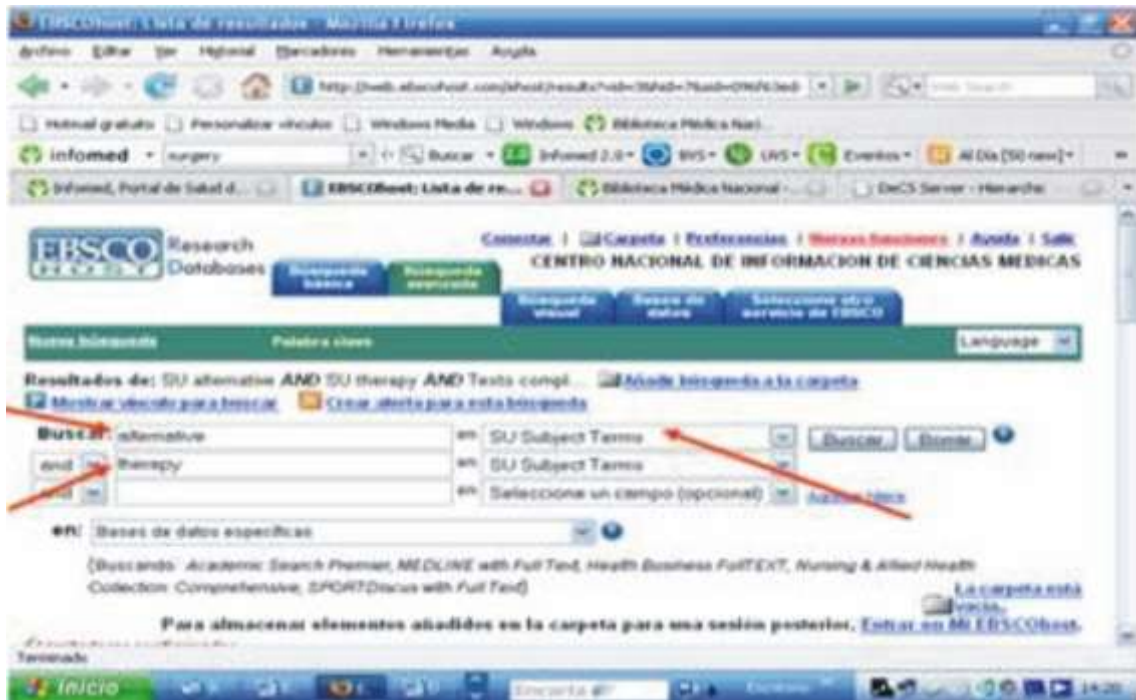 EBSCOhost: Lista de resultados - Mozilla Firefox
Archivo Editar Ver Historial Marcadores Herramientas Ayuda
Hotmail gratuito Personalizar vínculos Windows Media Windows Biblioteca Médica Naci...
infomed surgery Buscar Infomed 2.0 BVS UVS Eventos Al Día [50 new]
Infomed, Portal de Salud d... EBSCOhost: Lista de re... Biblioteca Médica Nacional - ... DeCS Server - Hierarchic
EBSCO HOST Research Databases
Conectar | Carpeta | Preferencias | Nuevas funciones | Ayuda | Salir
CENTRO NACIONAL DE INFORMACION DE CIENCIAS MEDICAS
Búsqueda básica Búsqueda avanzada
Búsqueda visual Bases de datos Seleccione otro servicio de EBSCO
Nueva búsqueda Palabra clave Language
Resultados de: SU alternative AND SU therapy AND Texto compl... Añade búsqueda a la carpeta
Mostrar vínculo para buscar Crear alerta para esta búsqueda
Buscar: alternative en SU Subject Terms Buscar Borrar
and therapy en SU Subject Terms
and en Seleccione un campo (opcional)
en: Bases de datos específicas
(Buscando: Academic Search Premier, MEDLINE with Full Text, Health Business FullTEXT, Nursing & Allied Health
Collection: Comprehensive, SPORTDiscus with Full Text)
La carpeta está
vacía.
Para almacenar elementos añadidos en la carpeta para una sesión posterior, Entrar en Mi EBSCOhost.
Terminado
Inicio Encarta 14:20